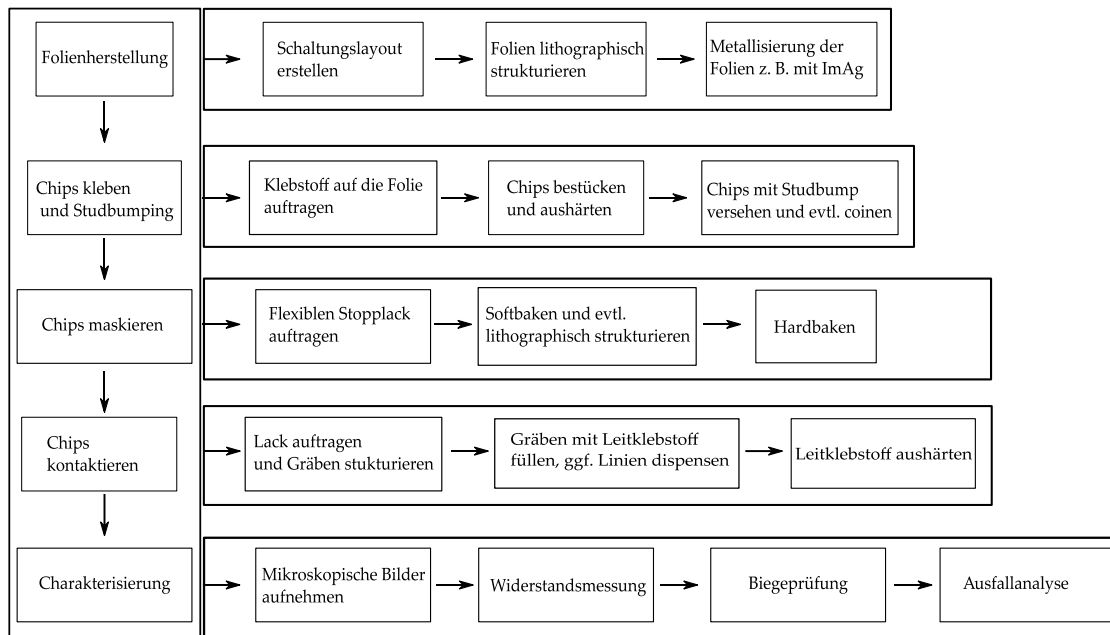 Folienherstellung
Schaltungslayout
erstellen
Folien lithographisch
strukturieren
Metallisierung der
Folien z. B. mit ImAg
Chips kleben
und Studbumping
Klebstoff auf die Folie
auftragen
Chips bestücken
und aushärten
Chips mit Studbump
versehen und evtl. coinen
Chips maskieren
Flexiblen Stopplack
auftragen
Softbaken und evtl.
lithographisch strukturieren
Hardbaken
Chips
kontaktieren
Lack auftragen
und Gräben stukturieren
Gräben mit Leitklebstoff
füllen, ggf. Linien dispensen
Leitklebstoff aushärten
Charakterisierung
Mikroskopische Bilder
aufnehmen
Widerstandsmessung
Biegeprüfung
Ausfallanalyse